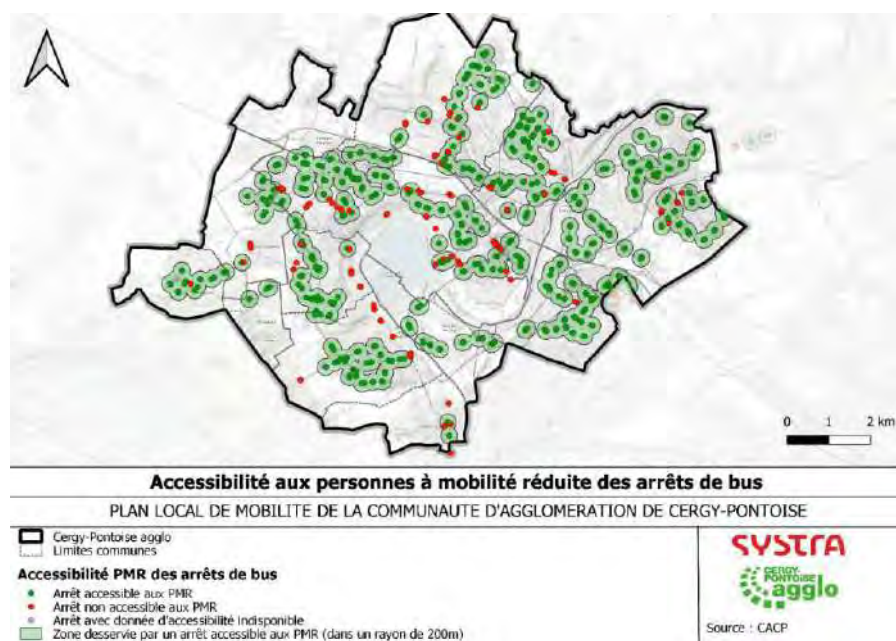 0 1 2 km
Accessibilité aux personnes à mobilité réduite des arrêts de bus
PLAN LOCAL DE MOBILITE DE LA COMMUNAUTE D'AGGLOMERATION DE CERGY-PONTOISE
Cergy-Pontoise agglo
Limites communes
Accessibilité PMR des arrêts de bus
Arrêt accessible aux PMR
Arrêt non accessible aux PMR
Arrêt avec donnée d'accessibilité indisponible
Zone desservie par un arrêt accessible aux PMR (dans un rayon de 200m)
SYSTRA
CERGY-
PONTOISE
agglo
Source : CACP